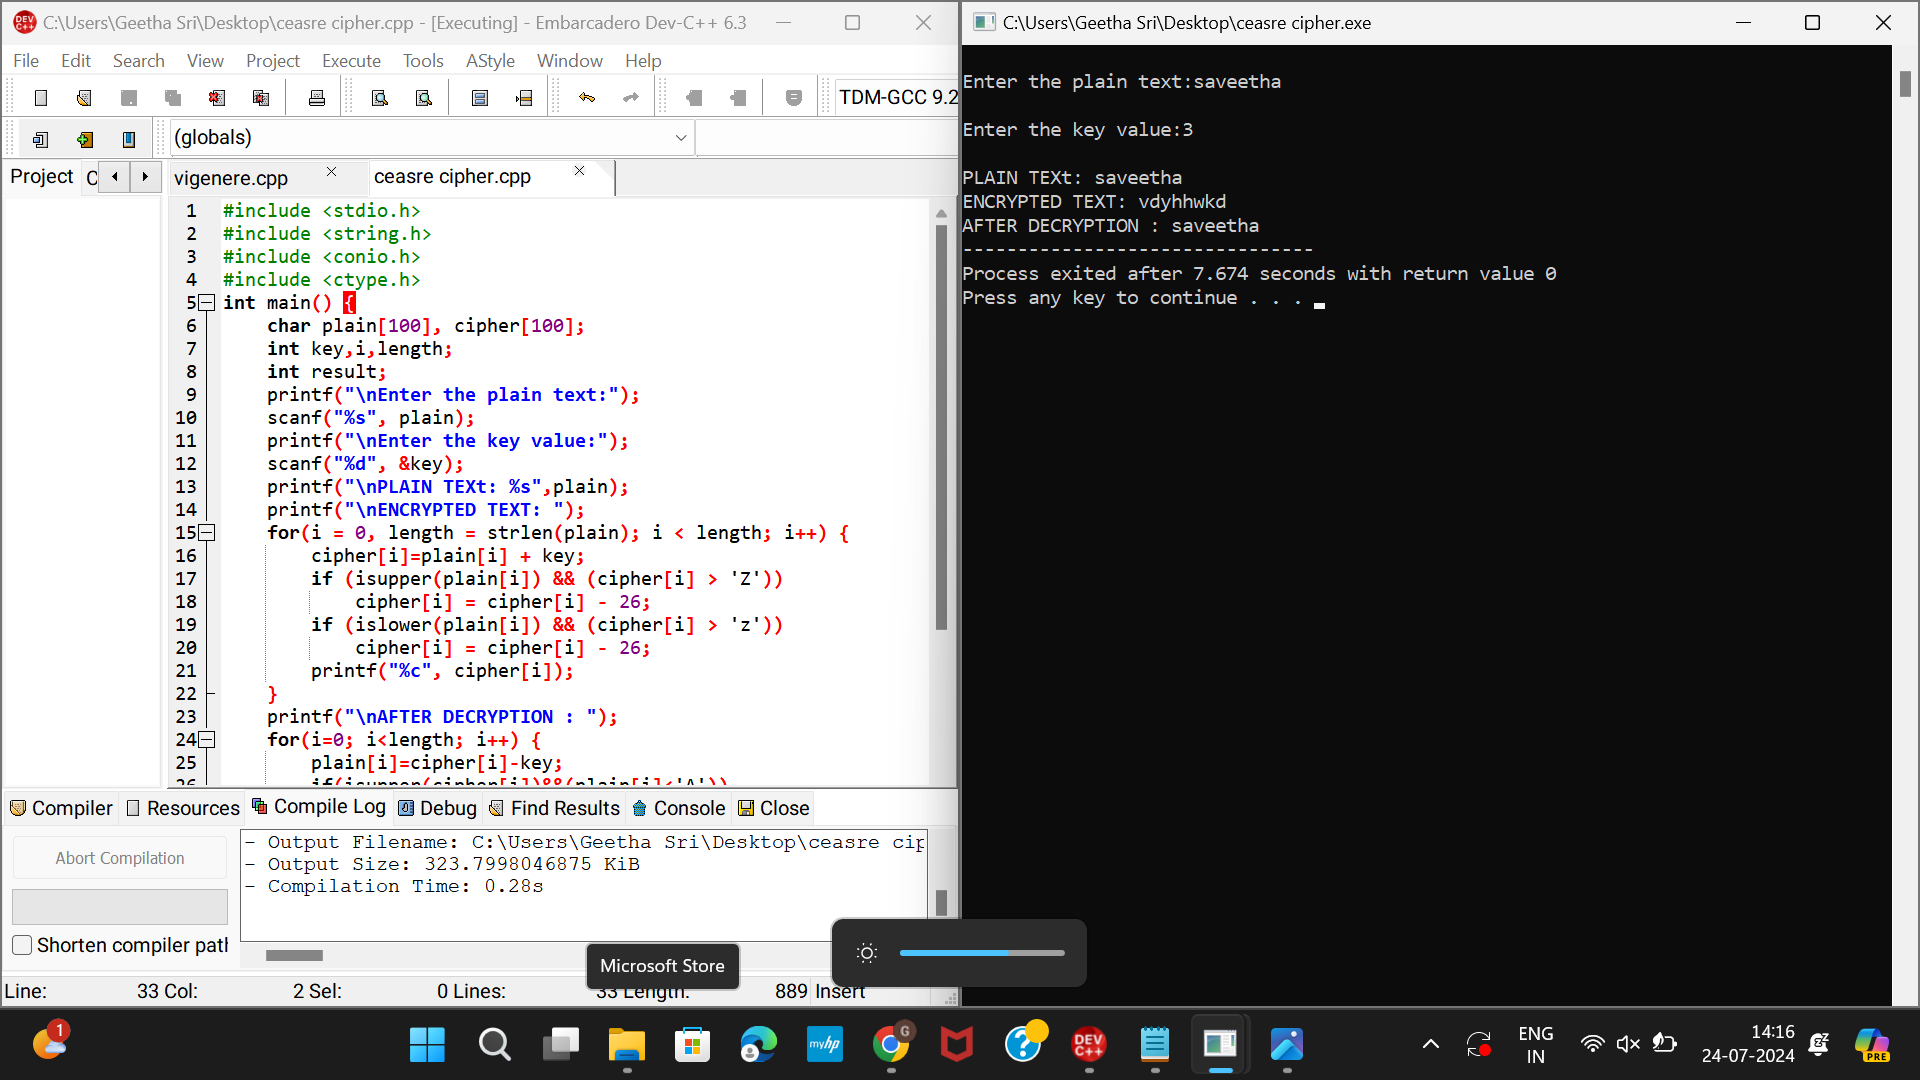 C:\Users\Geetha Sri\Desktop\ceasre cipher.cpp - [Executing] - Embarcadero Dev-C++ 6.3
File Edit Search View Project Execute Tools AStyle Window Help
TDM-GCC 9.2
(globals)
Project C vigenere.cpp ceasre cipher.cpp
1 #include <stdio.h>
2 #include <string.h>
3 #include <conio.h>
4 #include <ctype.h>
5 int main() {
6 char plain[100], cipher[100];
7 int key,i,length;
8 int result;
9 printf("\nEnter the plain text:");
10 scanf("%s", plain);
11 printf("\nEnter the key value:");
12 scanf("%d", &key);
13 printf("\nPLAIN TEXt: %s",plain);
14 printf("\nENCRYPTED TEXT: ");
15 for(i = 0, length = strlen(plain); i < length; i++) {
16 cipher[i]=plain[i] + key;
17 if (isupper(plain[i]) && (cipher[i] > 'Z'))
18 cipher[i] = cipher[i] - 26;
19 if (islower(plain[i]) && (cipher[i] > 'z'))
20 cipher[i] = cipher[i] - 26;
21 printf("%c", cipher[i]);
22 }
23 printf("\nAFTER DECRYPTION : ");
24 for(i=0; i<length; i++) {
25 plain[i]=cipher[i]-key;
26 if(isupper(cipher[i])&&(plain[i]<'A'))
Compiler Resources Compile Log Debug Find Results Console Close
Abort Compilation
Shorten compiler path
- Output Filename: C:\Users\Geetha Sri\Desktop\ceasre cip
- Output Size: 323.7998046875 KiB
- Compilation Time: 0.28s
Microsoft Store
Line: 33 Col: 2 Sel: 0 Lines: 33 Length: 889 Insert
C:\Users\Geetha Sri\Desktop\ceasre cipher.exe
Enter the plain text:saveetha
Enter the key value:3
PLAIN TEXt: saveetha
ENCRYPTED TEXT: vdyhhwkd
AFTER DECRYPTION : saveetha
--------------------------------
Process exited after 7.674 seconds with return value 0
Press any key to continue . . .
1
myhp
G
DEV C++
ENG
IN
14:16
24-07-2024
PRE